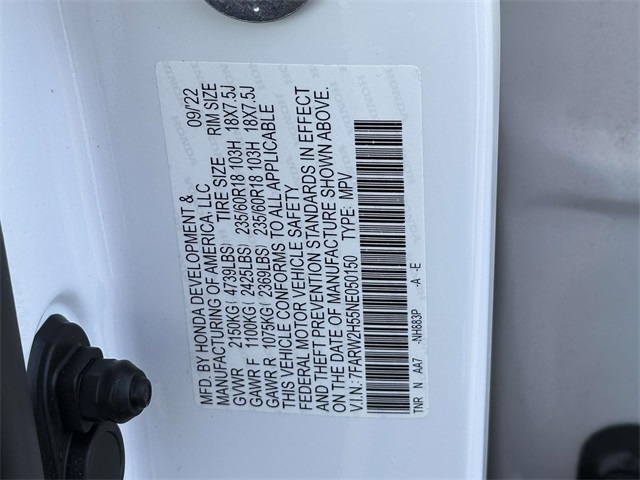 MFD. BY HONDA DEVELOPMENT & 09/'22
MANUFACTURING OF AMERICA, LLC
TIRE SIZE RIM SIZE
GVWR 2150KG( 4739LBS)
GAWR F 1100KG( 2425LBS) 235/60R18 103H 18X7.5J
GAWR R 1075KG( 2369LBS) 235/60R18 103H 18X7.5J
THIS VEHICLE CONFORMS TO ALL APPLICABLE
FEDERAL MOTOR VEHICLE SAFETY
AND THEFT PREVENTION STANDARDS IN EFFECT
ON THE DATE OF MANUFACTURE SHOWN ABOVE.
V.I.N.: 7FARW2H55NE050150 TYPE: MPV
TNR N AA7 -NH883P -A -E